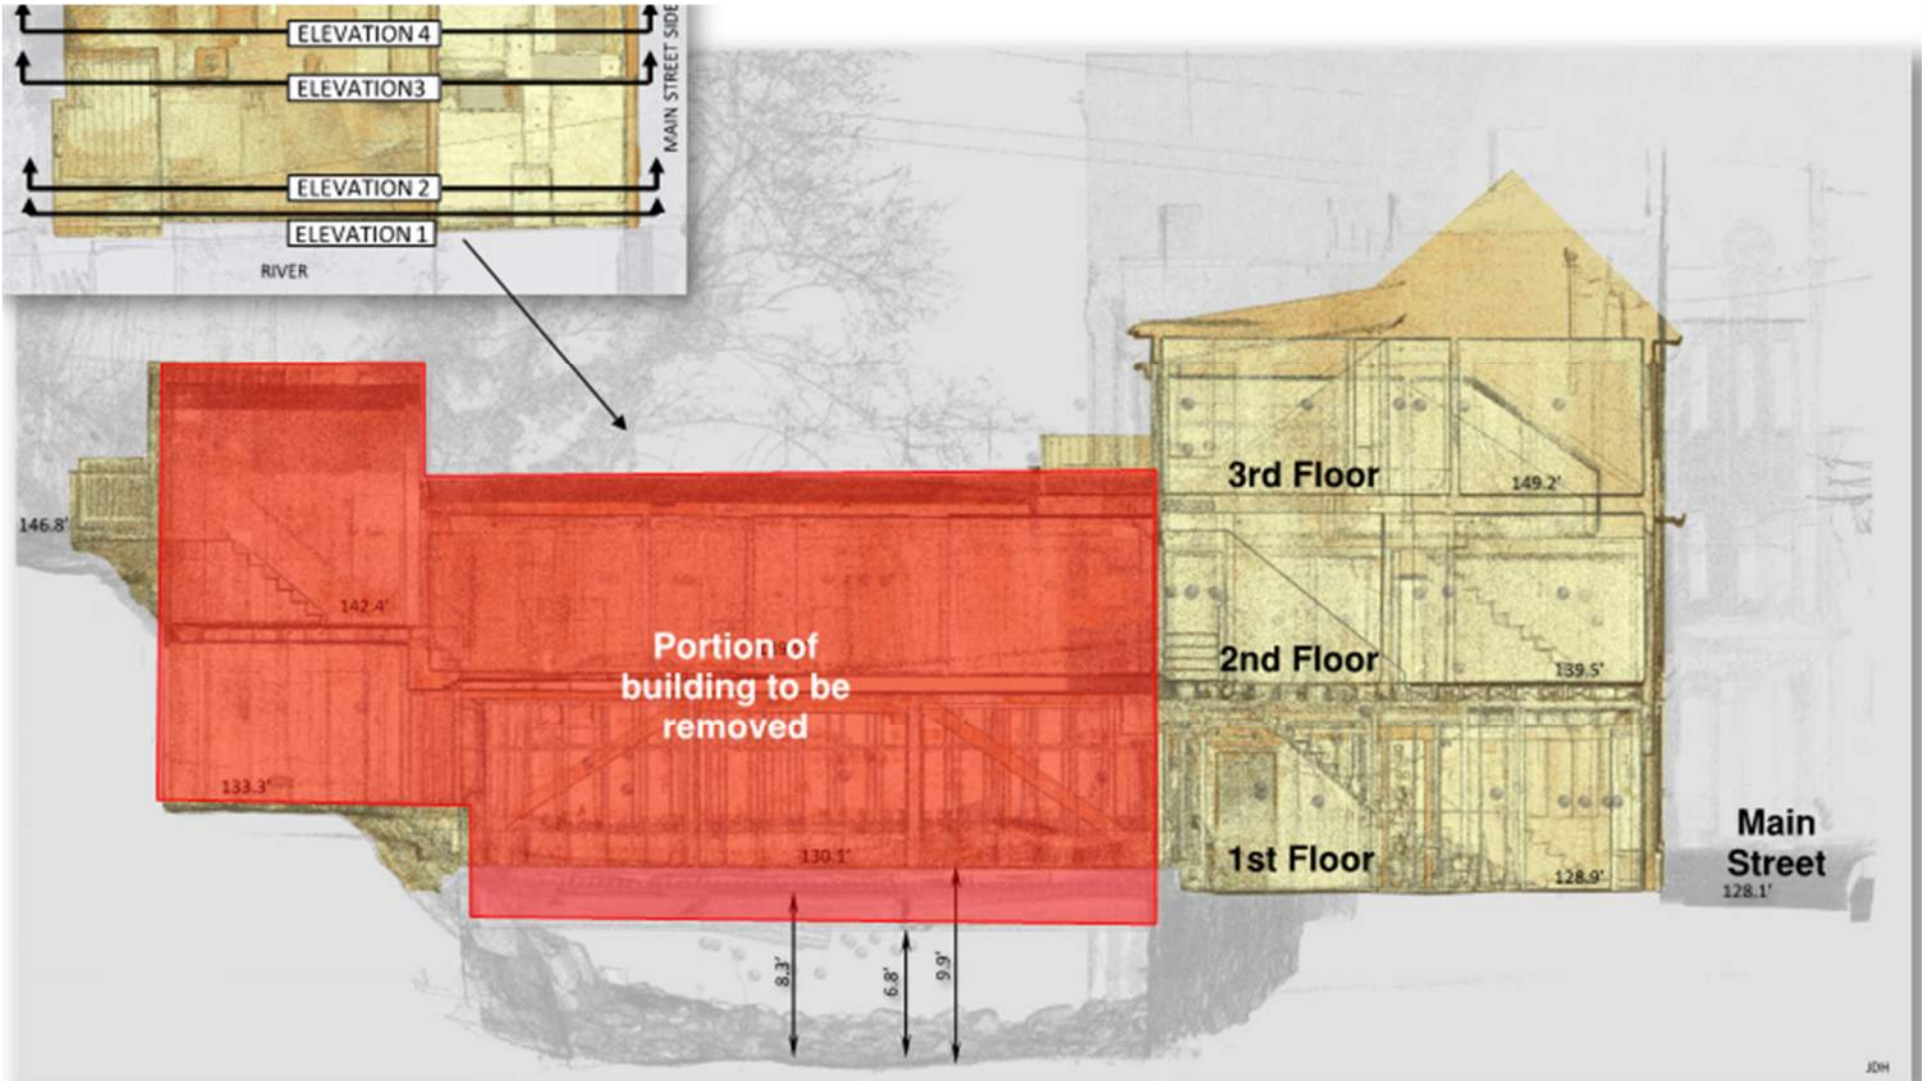 ELEVATION 4
ELEVATION3
ELEVATION 2
ELEVATION 1
MAIN STREET SIDE
RIVER
3rd Floor
149.2'
146.8'
142.4'
Portion of
building to be
removed
2nd Floor
139.5'
133.3'
130.1'
1st Floor
128.9'
Main
Street
128.1'
8.3'
6.8'
9.9'
JDH